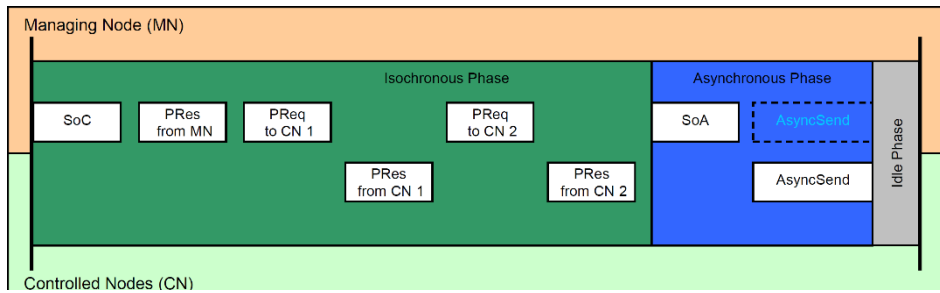 Managing Node (MN)
Isochronous Phase
Asynchronous Phase
SoC
PRes
from MN
PReq
to CN 1
PReq
to CN 2
SoA
AsyncSend
PRes
from CN 1
PRes
from CN 2
AsyncSend
Idle Phase
Controlled Nodes (CN)